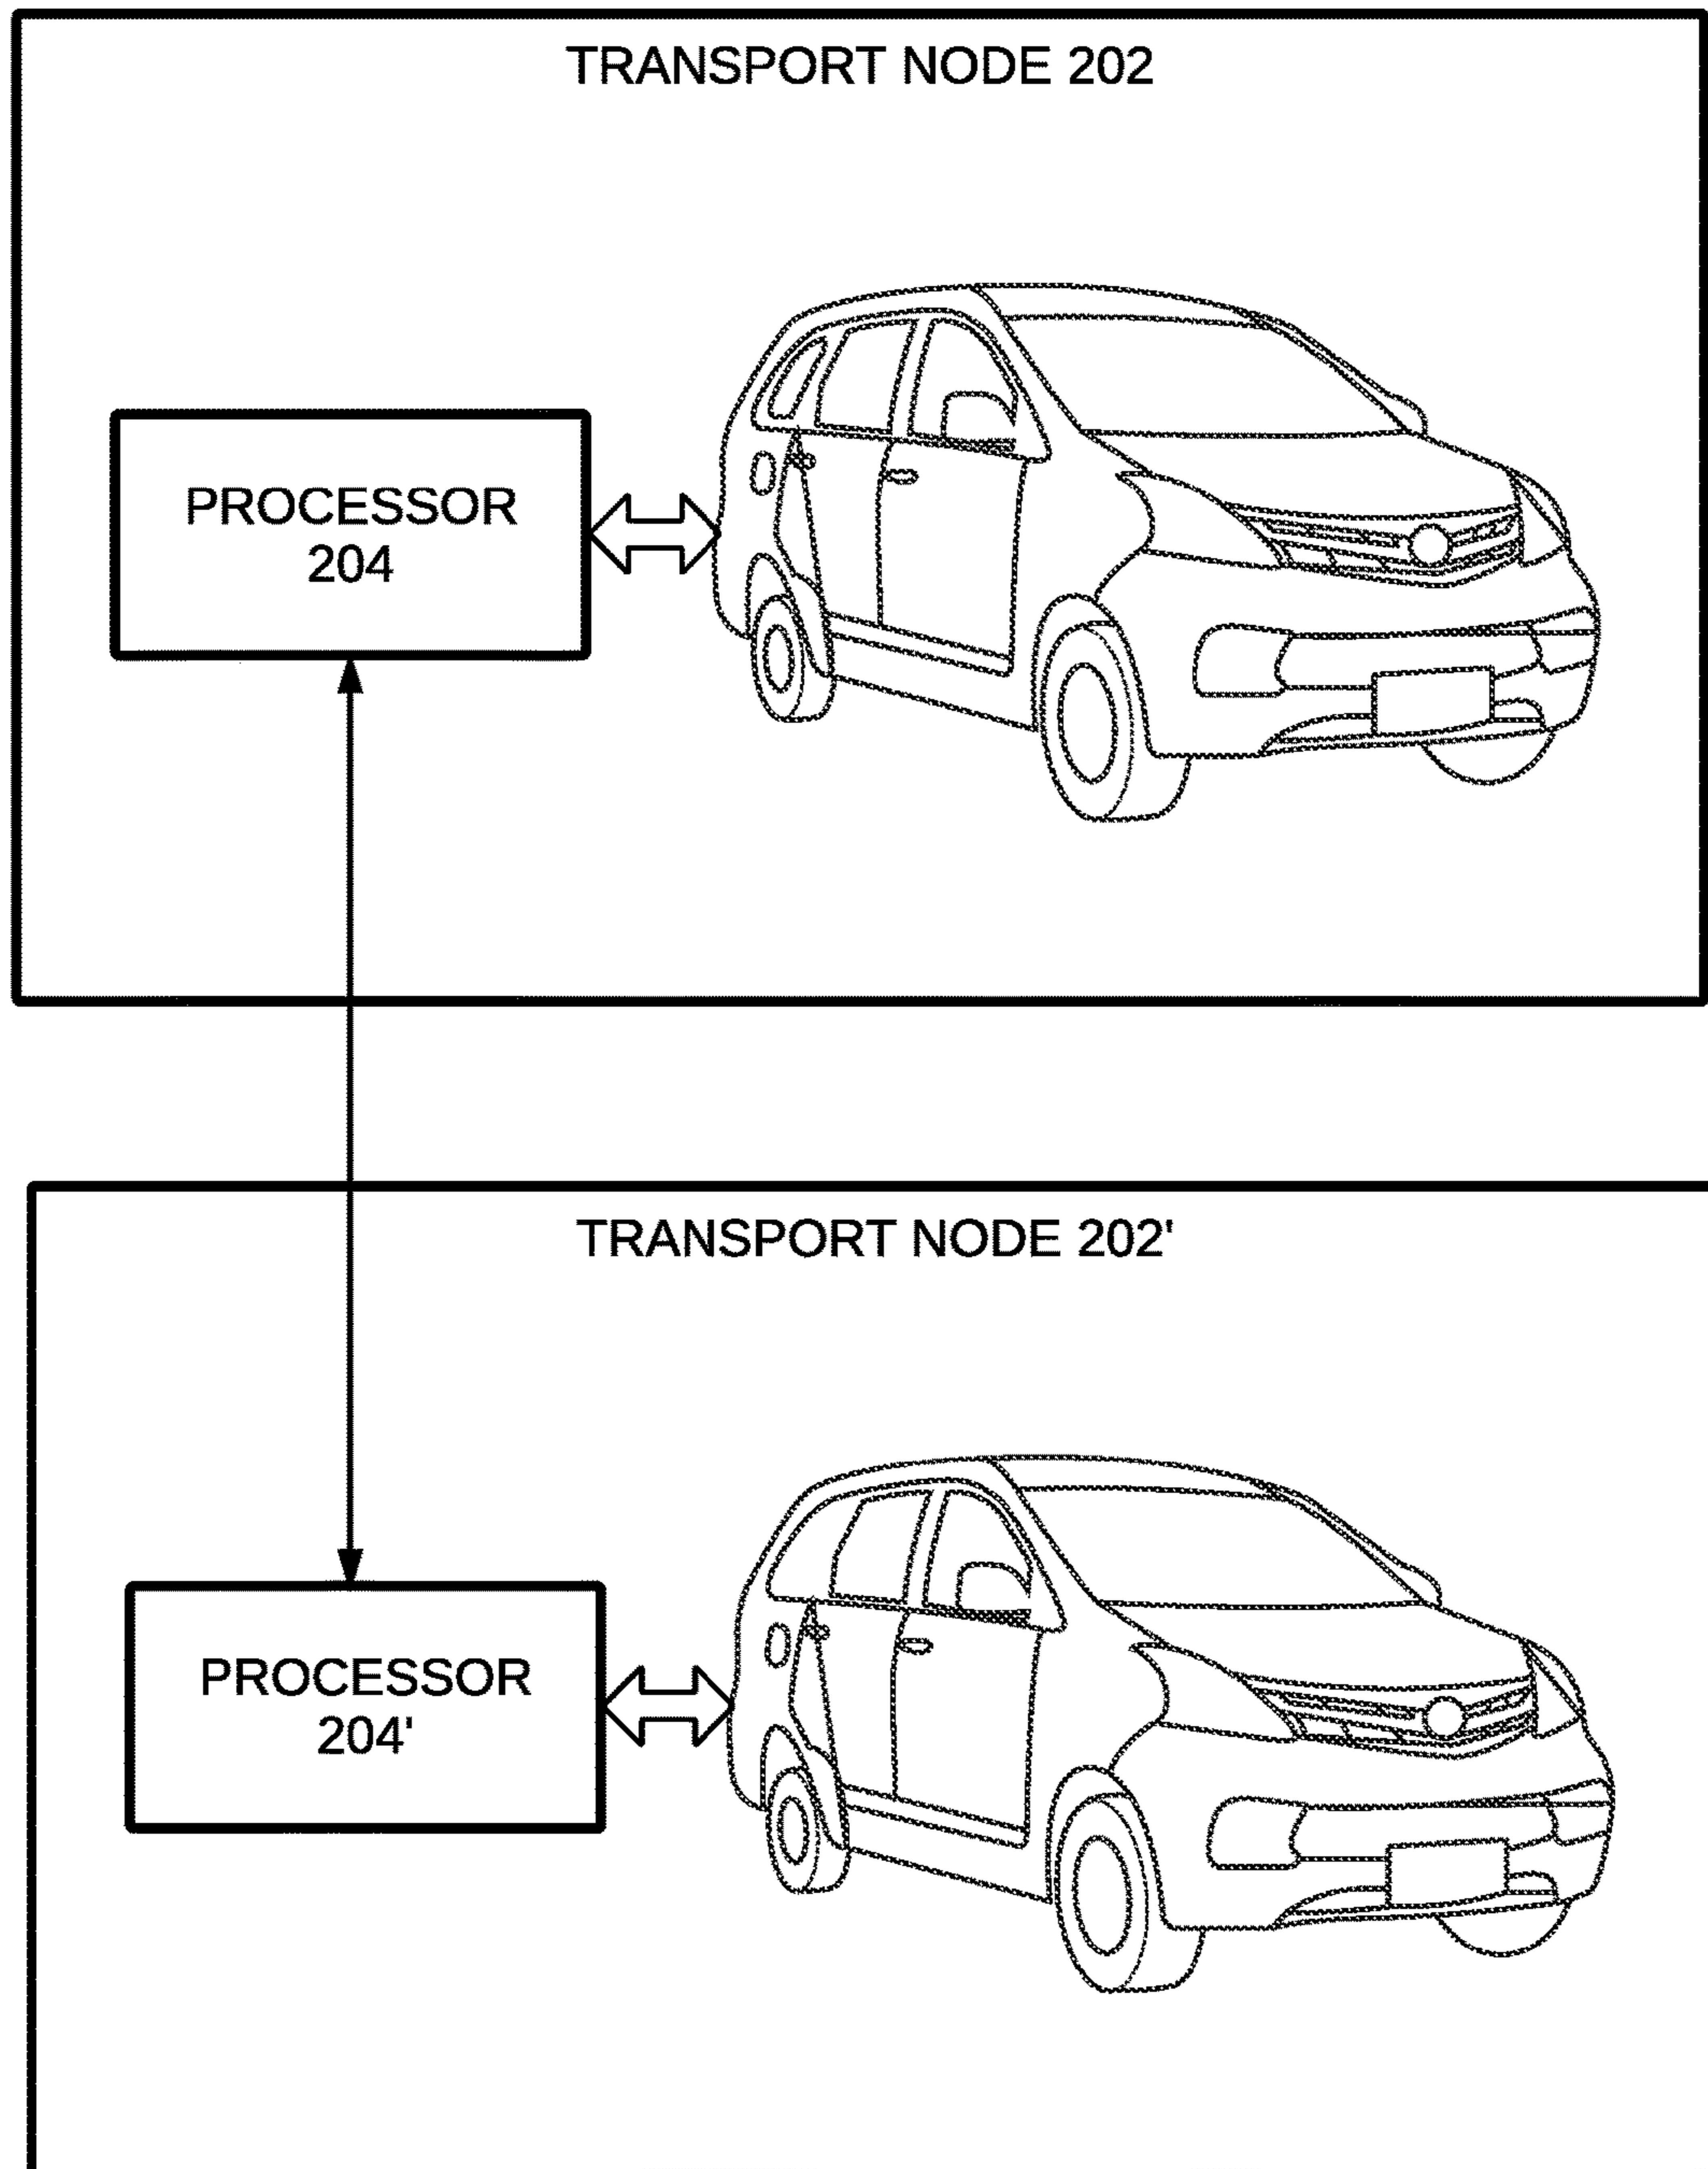 TRANSPORT NODE 202
PROCESSOR
204
TRANSPORT NODE 202'
PROCESSOR
204'